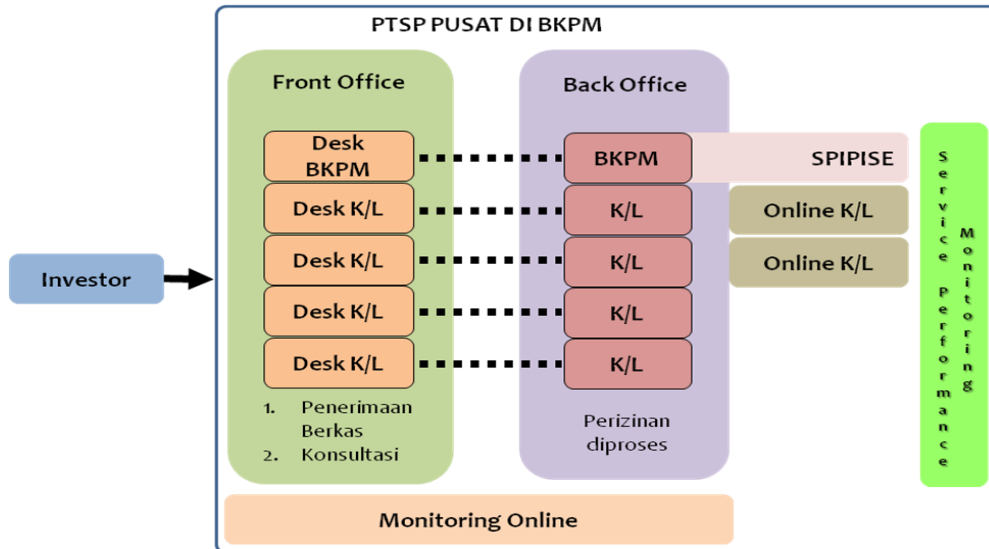 PTSP PUSAT DI BKPM
Front Office
Back Office
Desk
BKPM
BKPM
SPIPISE
Desk K/L
K/L
Online K/L
Desk K/L
K/L
Online K/L
Desk K/L
K/L
Desk K/L
K/L
Investor
1. Penerimaan
Berkas
2. Konsultasi
Perizinan
diproses
Service Performance
Monitoring
Monitoring Online